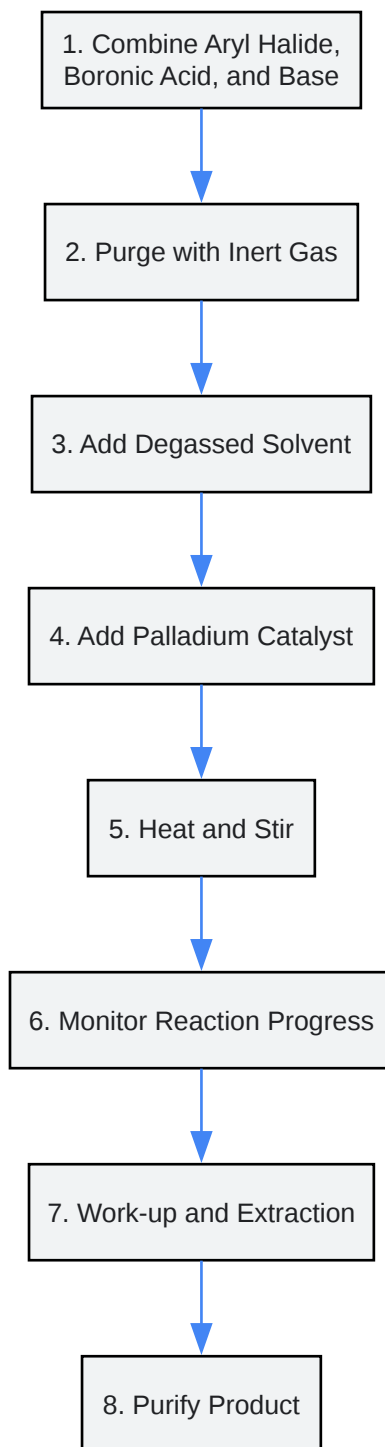 1. Combine Aryl Halide,
Boronic Acid, and Base
2. Purge with Inert Gas
3. Add Degassed Solvent
4. Add Palladium Catalyst
5. Heat and Stir
6. Monitor Reaction Progress
7. Work-up and Extraction
8. Purify Product